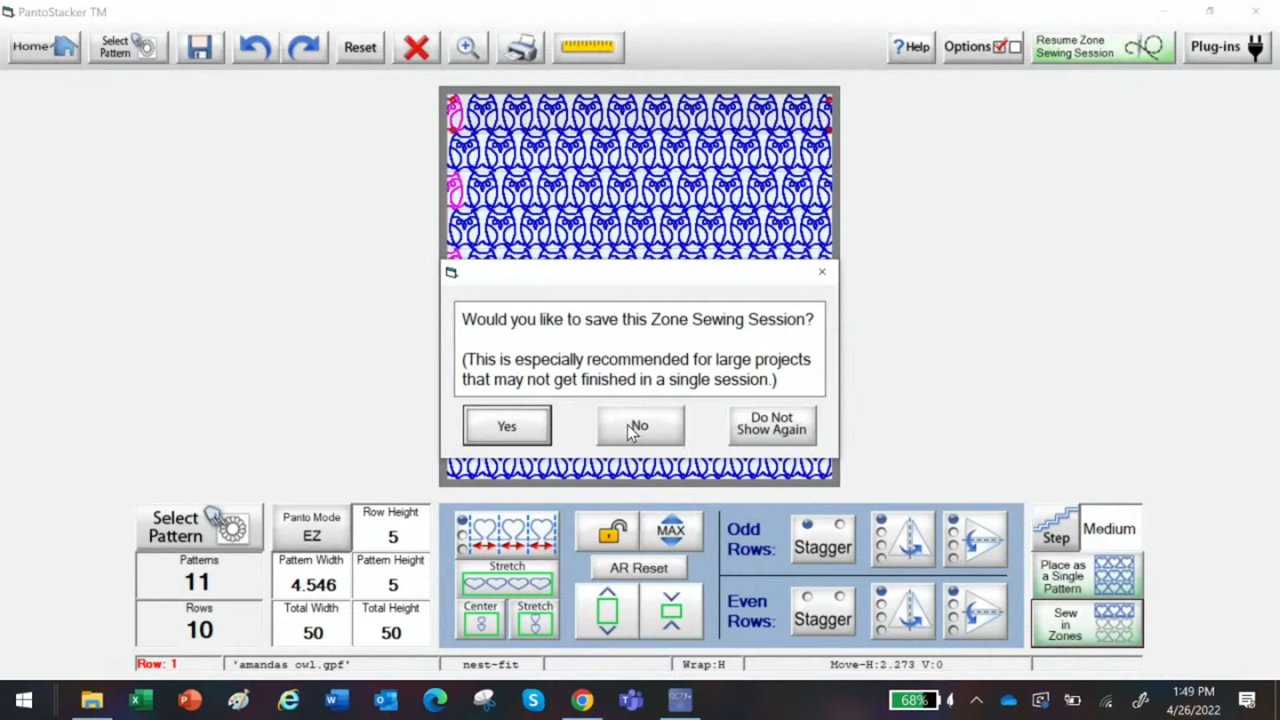 PantoStacker TM
Home
Select
Pattern
Reset
?Help
Options
Resume Zone
Sewing Session
Plug-ins
Would you like to save this Zone Sewing Session?
(This is especially recommended for large projects
that may not get finished in a single session.)
Yes
No
Do Not
Show Again
Select
Pattern
Patterns
11
Rows
10
Panto Mode
EZ
Row Height
5
Pattern Width
4.546
Pattern Height
5
Total Width
50
Total Height
50
Stretch
Center
Stretch
MAX
AR Reset
Odd
Rows:
Stagger
Even
Rows:
Stagger
Step
Medium
Place as
a Single
Pattern
Sew
in
Zones
Row: 1
'amandas owl.gpf'
nest-fit
Wrap:H
Move-H:2.273 V:0
68%
1:49 PM
4/26/2022